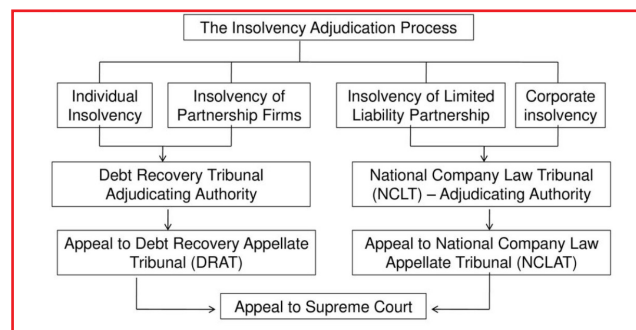 The Insolvency Adjudication Process
Individual
Insolvency
Insolvency of
Partnership Firms
Insolvency of Limited
Liability Partnership
Corporate
insolvency
Debt Recovery Tribunal
Adjudicating Authority
National Company Law Tribunal
(NCLT) – Adjudicating Authority
Appeal to Debt Recovery Appellate
Tribunal (DRAT)
Appeal to National Company Law
Appellate Tribunal (NCLAT)
Appeal to Supreme Court